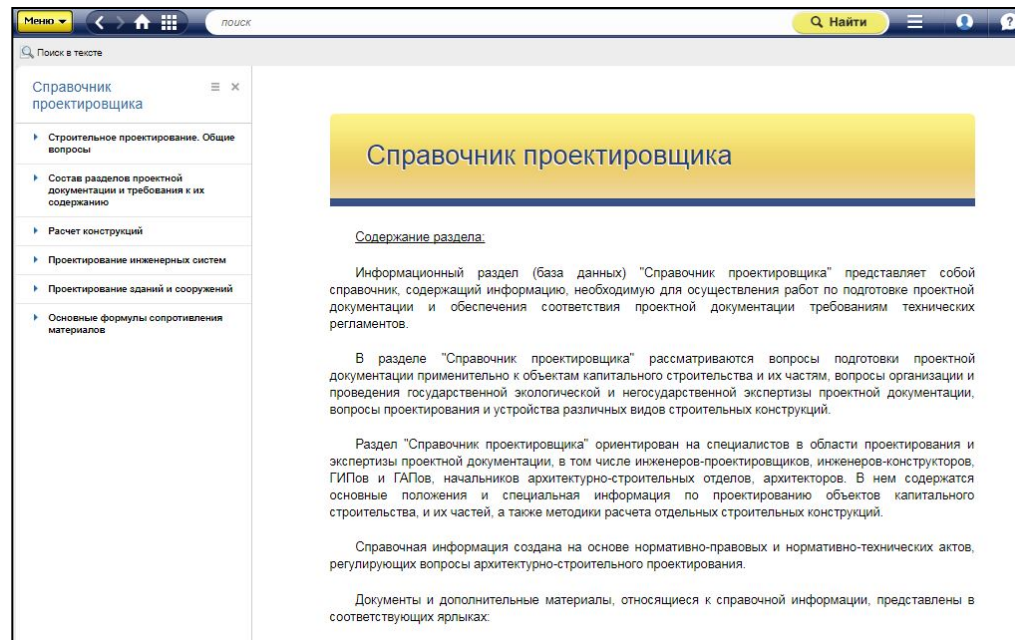 Меню
поиск
Найти
?
Поиск в тексте
Справочник
проектировщика
Строительное проектирование. Общие
вопросы
Состав разделов проектной
документации и требования к их
содержанию
Расчет конструкций
Проектирование инженерных систем
Проектирование зданий и сооружений
Основные формулы сопротивления
материалов
Справочник проектировщика
Содержание раздела:
Информационный раздел (база данных) "Справочник проектировщика" представляет собой
справочник, содержащий информацию, необходимую для осуществления работ по подготовке проектной
документации и обеспечения соответствия проектной документации требованиям технических
регламентов.
В разделе "Справочник проектировщика" рассматриваются вопросы подготовки проектной
документации применительно к объектам капитального строительства и их частям, вопросы организации и
проведения государственной экологической и негосударственной экспертизы проектной документации,
вопросы проектирования и устройства различных видов строительных конструкций.
Раздел "Справочник проектировщика" ориентирован на специалистов в области проектирования и
экспертизы проектной документации, в том числе инженеров-проектировщиков, инженеров-конструкторов,
ГИПов и ГАПов, начальников архитектурно-строительных отделов, архитекторов. В нем содержатся
основные положения и специальная информация по проектированию объектов капитального
строительства, и их частей, а также методики расчета отдельных строительных конструкций.
Справочная информация создана на основе нормативно-правовых и нормативно-технических актов,
регулирующих вопросы архитектурно-строительного проектирования.
Документы и дополнительные материалы, относящиеся к справочной информации, представлены в
соответствующих ярлыках: